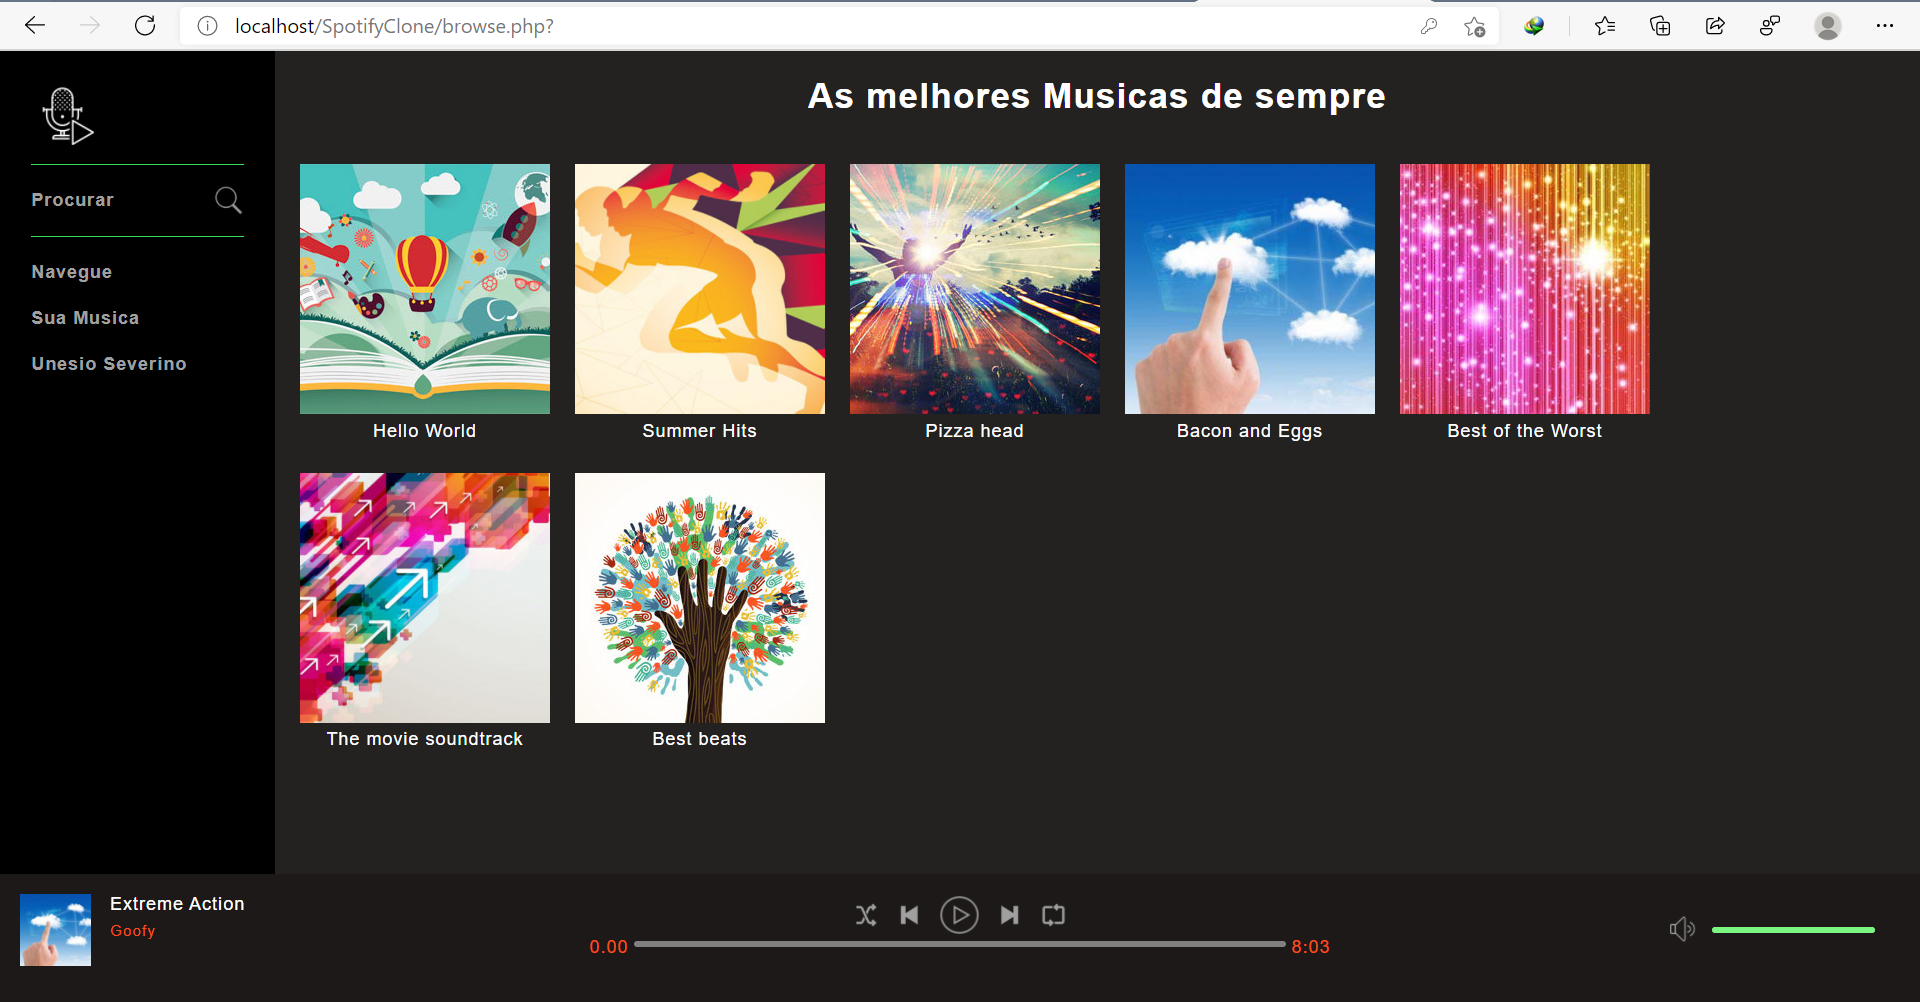 localhost/SpotifyClone/browse.php?
As melhores Musicas de sempre
Procurar
Navegue
Sua Musica
Unesio Severino
Hello World
Summer Hits
Pizza head
Bacon and Eggs
Best of the Worst
The movie soundtrack
Best beats
Extreme Action
Goofy
0.00
8:03